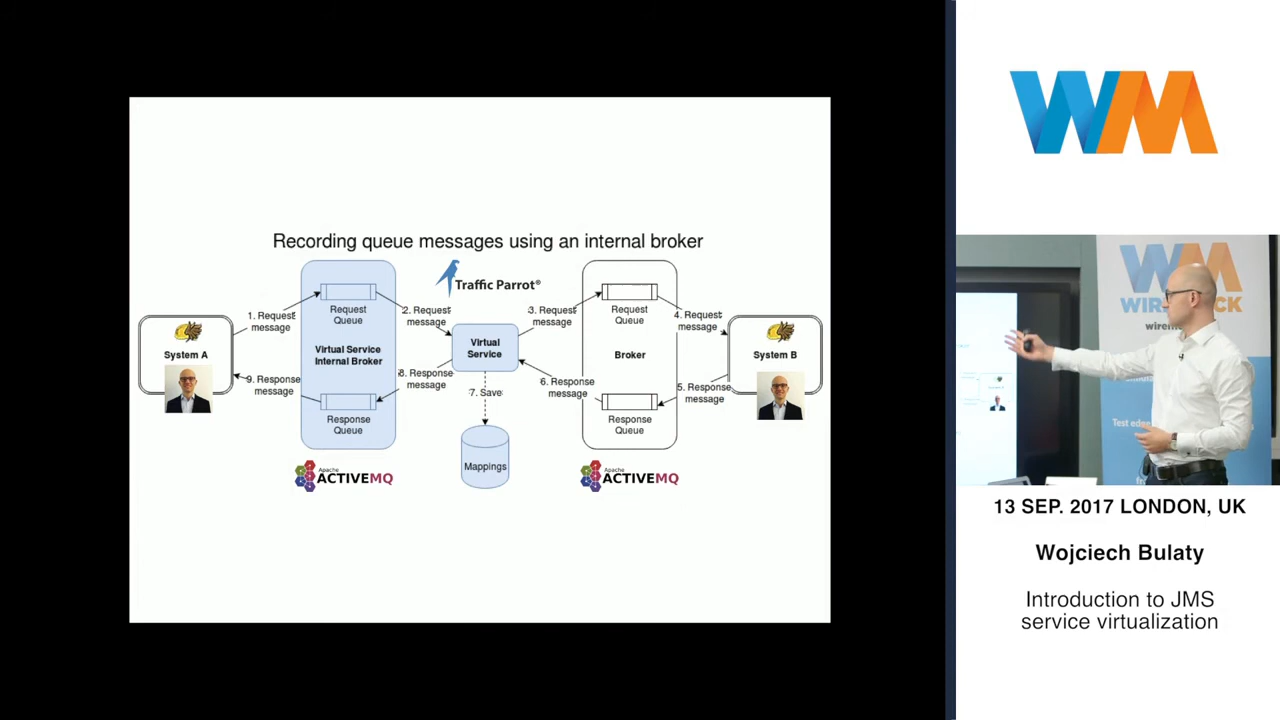 Recording queue messages using an internal broker
Traffic Parrot®
1. Request
message
Request
Queue
2. Request
message
3. Request
message
Request
Queue
4. Request
message
System A
Virtual Service
Internal Broker
Virtual
Service
Broker
System B
9. Response
message
8. Response
message
7. Save
6. Response
message
5. Response
message
Response
Queue
Response
Queue
Mappings
Apache
ACTIVEMQ
Apache
ACTIVEMQ
WM
WM
13 SEP. 2017 LONDON, UK
Wojciech Bulaty
Introduction to JMS
service virtualization